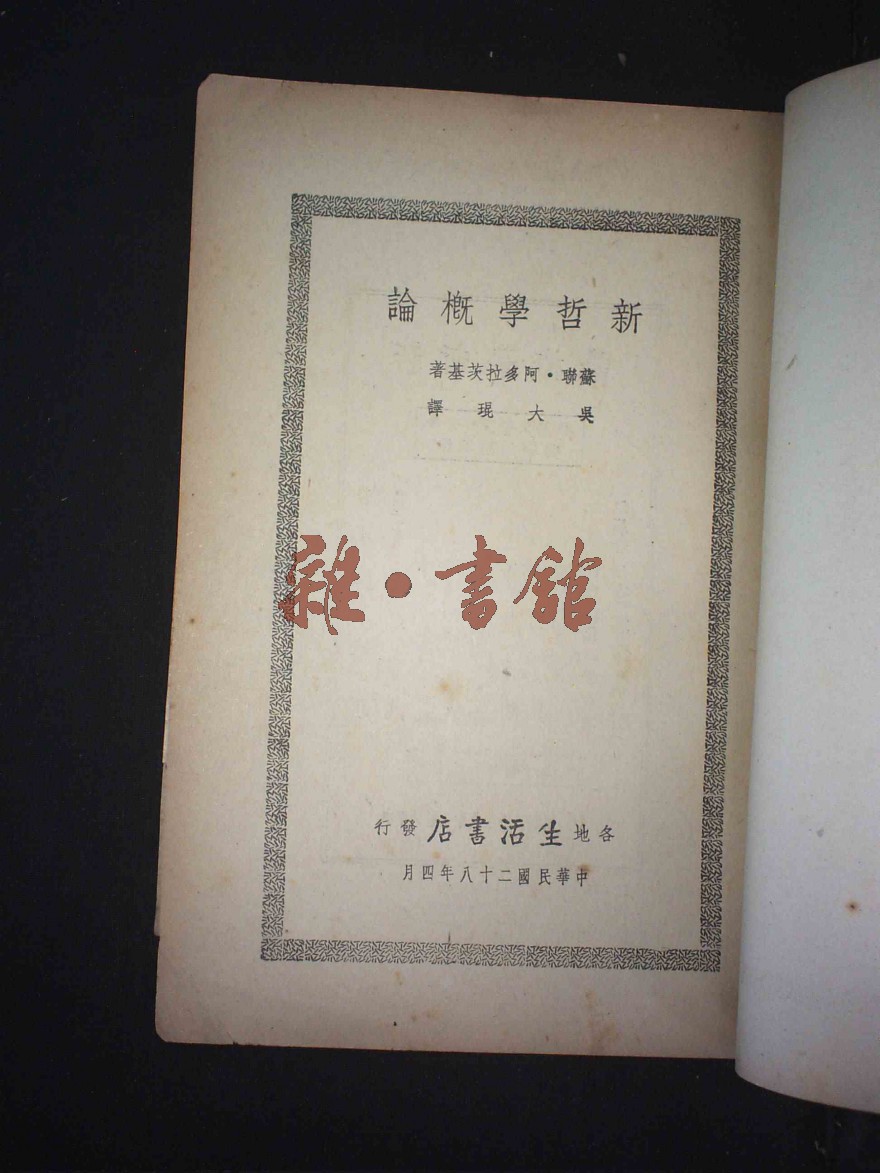 新哲學概論
蘇聯·阿多拉茨基著
吳大琨譯
雜·書館
各地生活書店發行
中華民國二十八年四月